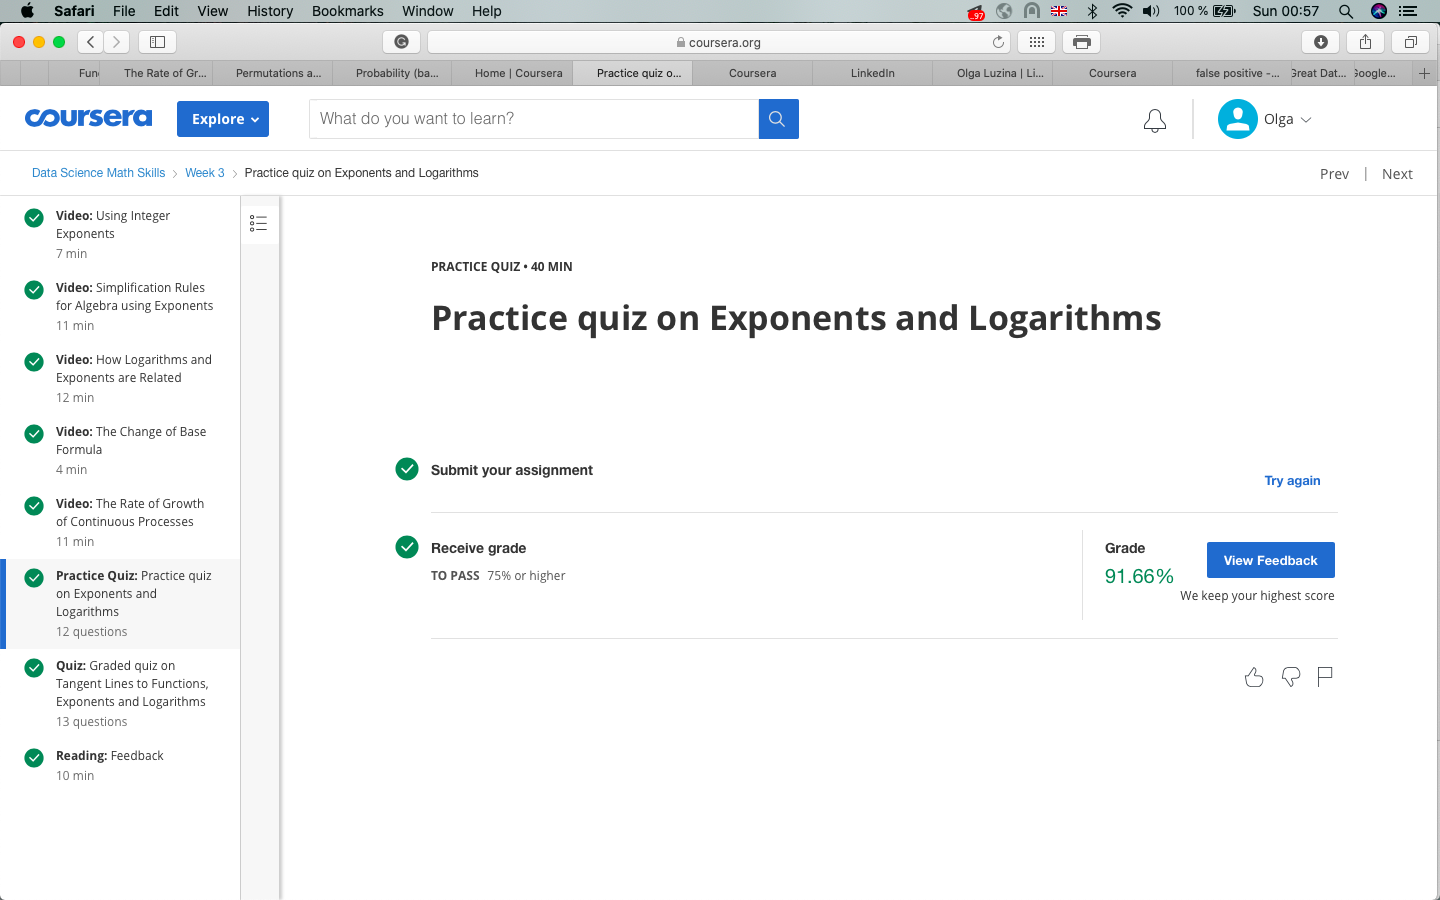 Safari File Edit View History Bookmarks Window Help
97
100 % Sun 00:57
coursera.org
Fun
The Rate of Gr...
Permutations a...
Probability (ba...
Home | Coursera
Practice quiz o...
Coursera
LinkedIn
Olga Luzina | Li...
Coursera
false positive -...
Great Dat...
Google...
coursera
Explore
What do you want to learn?
Olga
Data Science Math Skills > Week 3 > Practice quiz on Exponents and Logarithms
Prev | Next
Video: Using Integer
Exponents
7 min
Video: Simplification Rules
for Algebra using Exponents
11 min
Video: How Logarithms and
Exponents are Related
12 min
Video: The Change of Base
Formula
4 min
Video: The Rate of Growth
of Continuous Processes
11 min
Practice Quiz: Practice quiz
on Exponents and
Logarithms
12 questions
Quiz: Graded quiz on
Tangent Lines to Functions,
Exponents and Logarithms
13 questions
Reading: Feedback
10 min
PRACTICE QUIZ • 40 MIN
Practice quiz on Exponents and Logarithms
Submit your assignment
Try again
Receive grade
TO PASS 75% or higher
Grade
91.66%
View Feedback
We keep your highest score